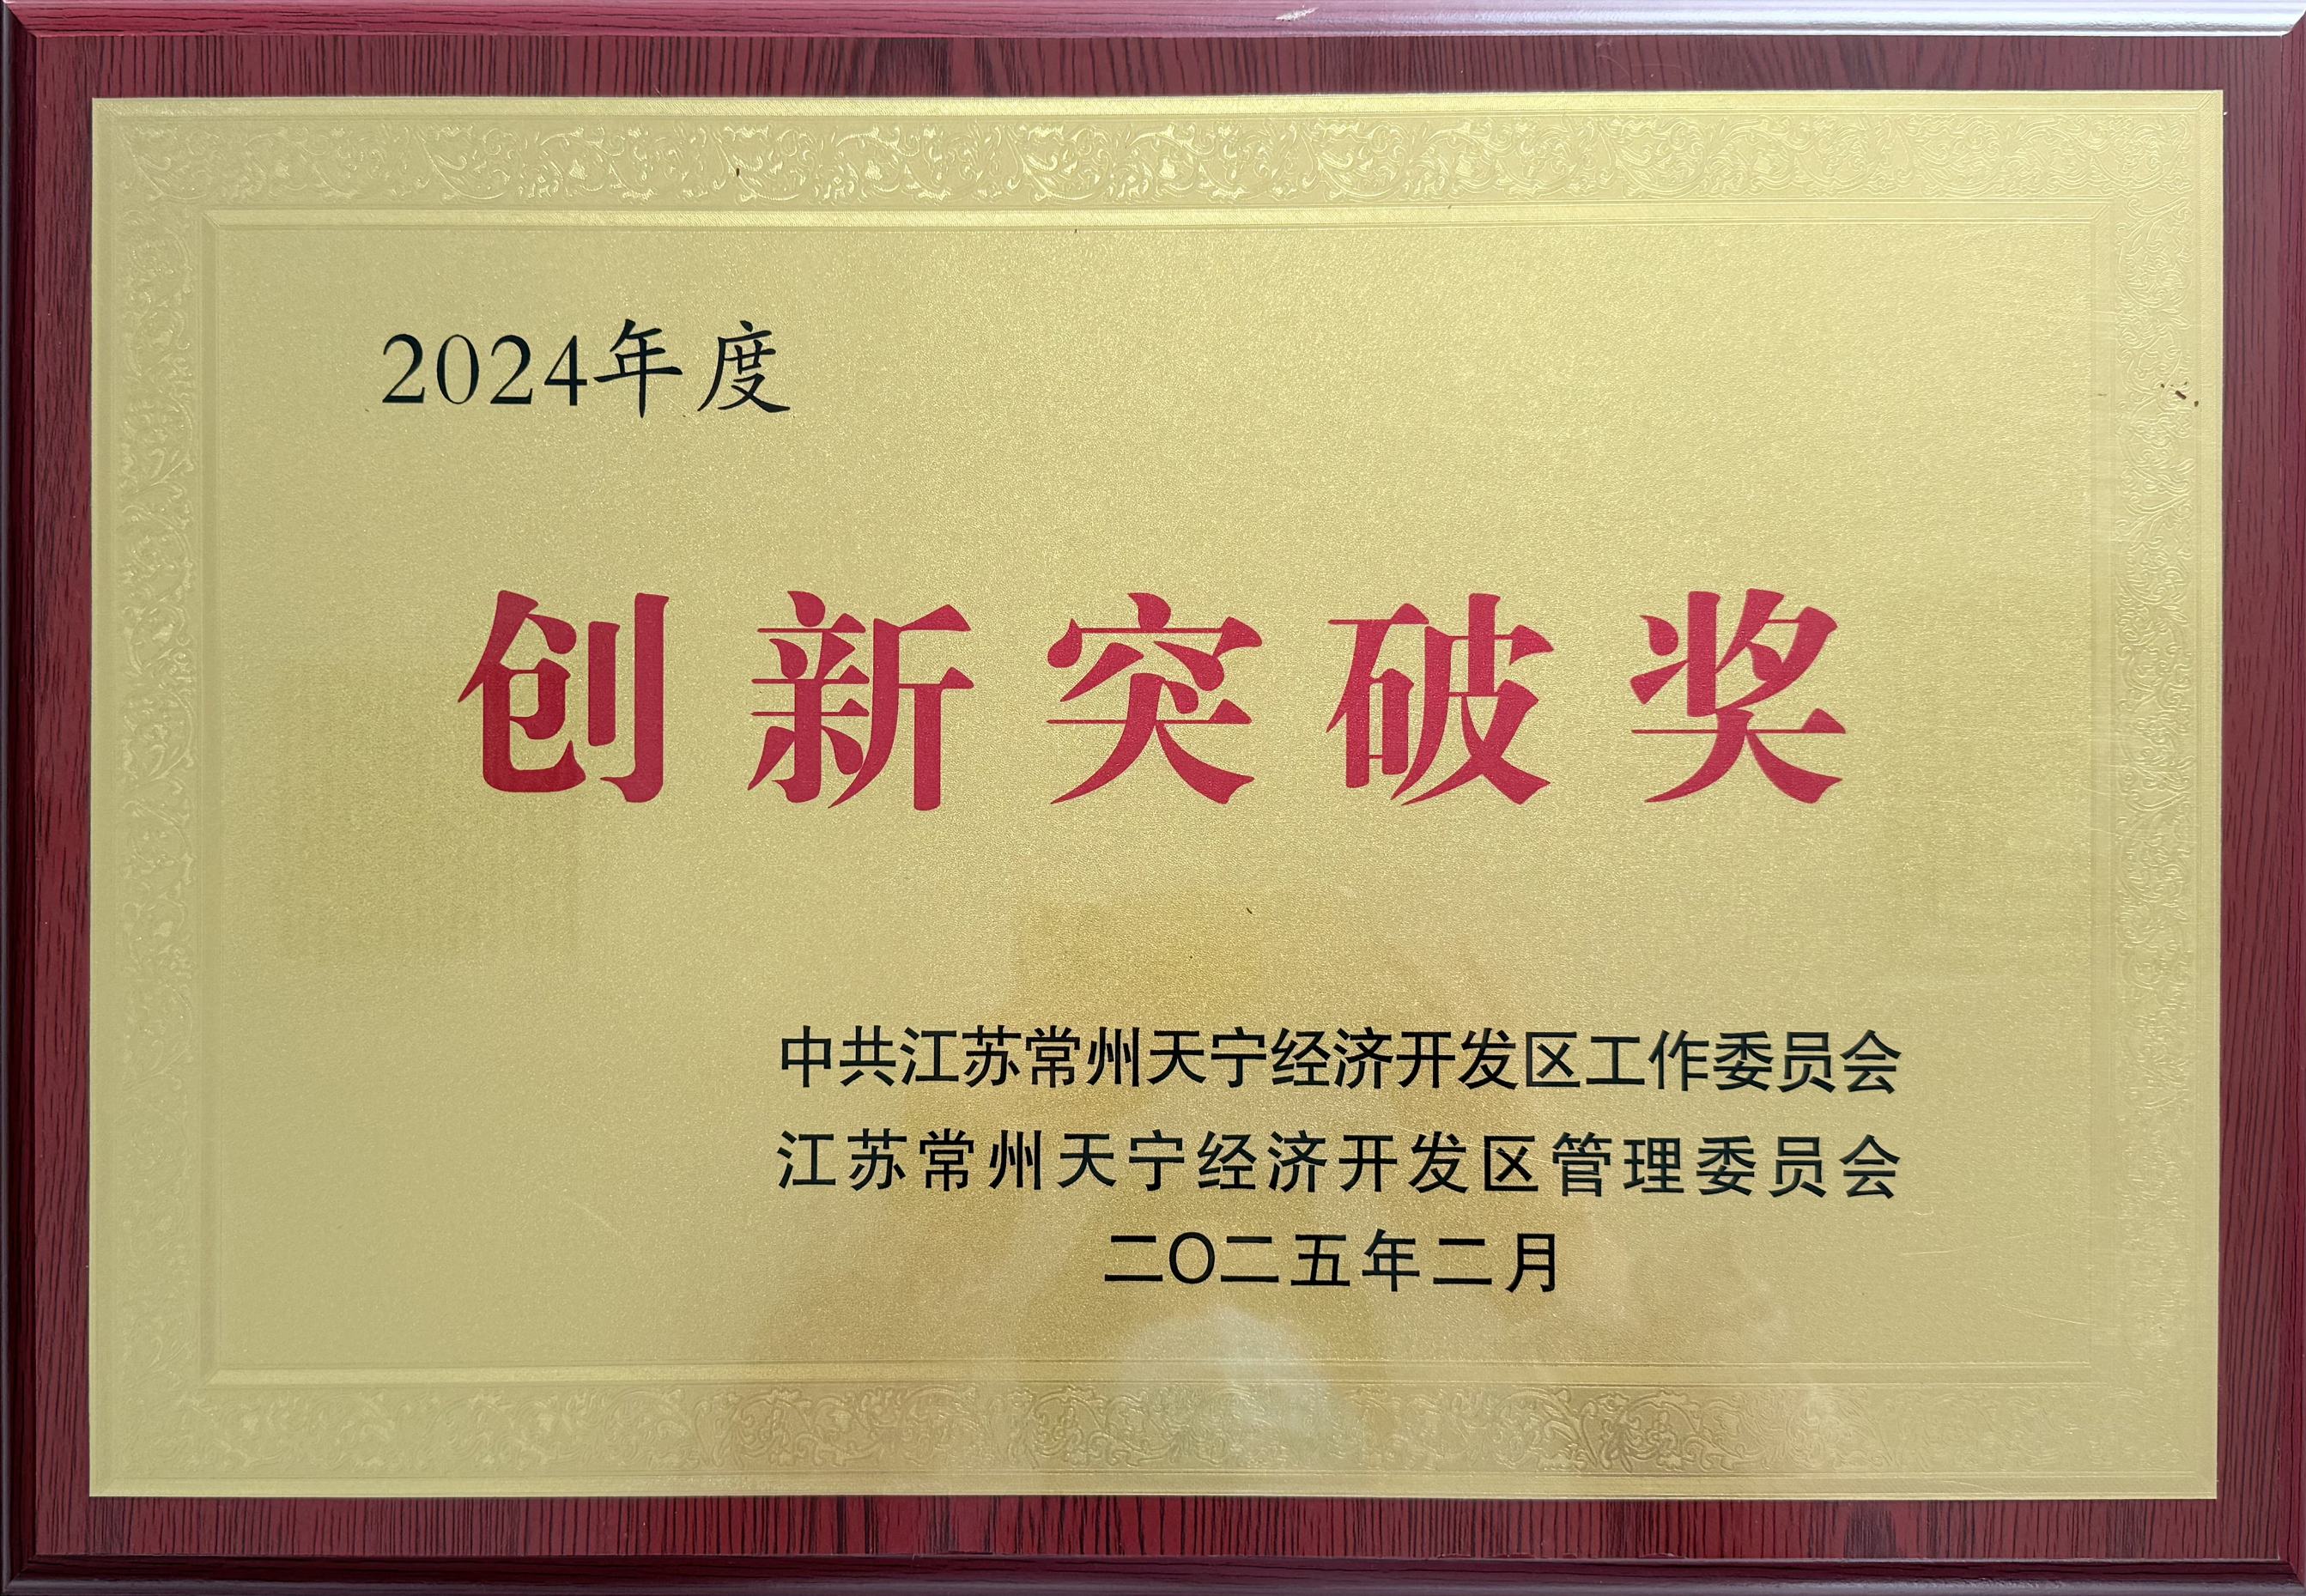 2024年度
创新突破奖
中共江苏常州天宁经济开发区工作委员会
江苏常州天宁经济开发区管理委员会
二〇二五年二月